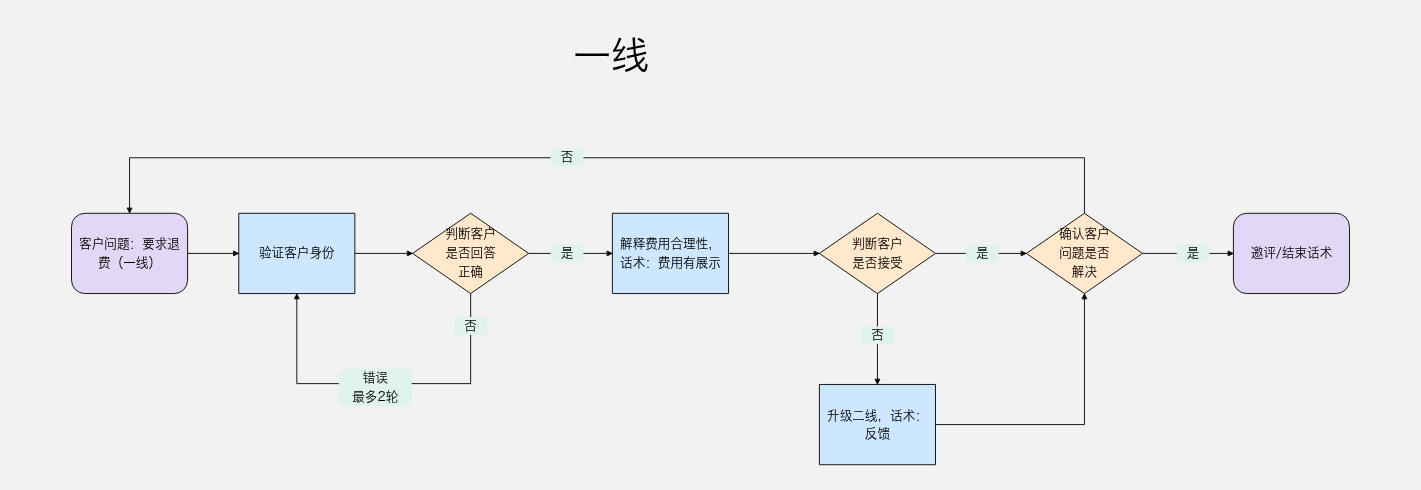 一线
否
客户问题：要求退
费（一线）
验证客户身份
判断客户
是否回答
正确
是
解释费用合理性，
话术：费用有展示
判断客户
是否接受
是
确认客户
问题是否
解决
是
邀评/结束话术
否
错误
最多2轮
否
升级二线，话术：
反馈